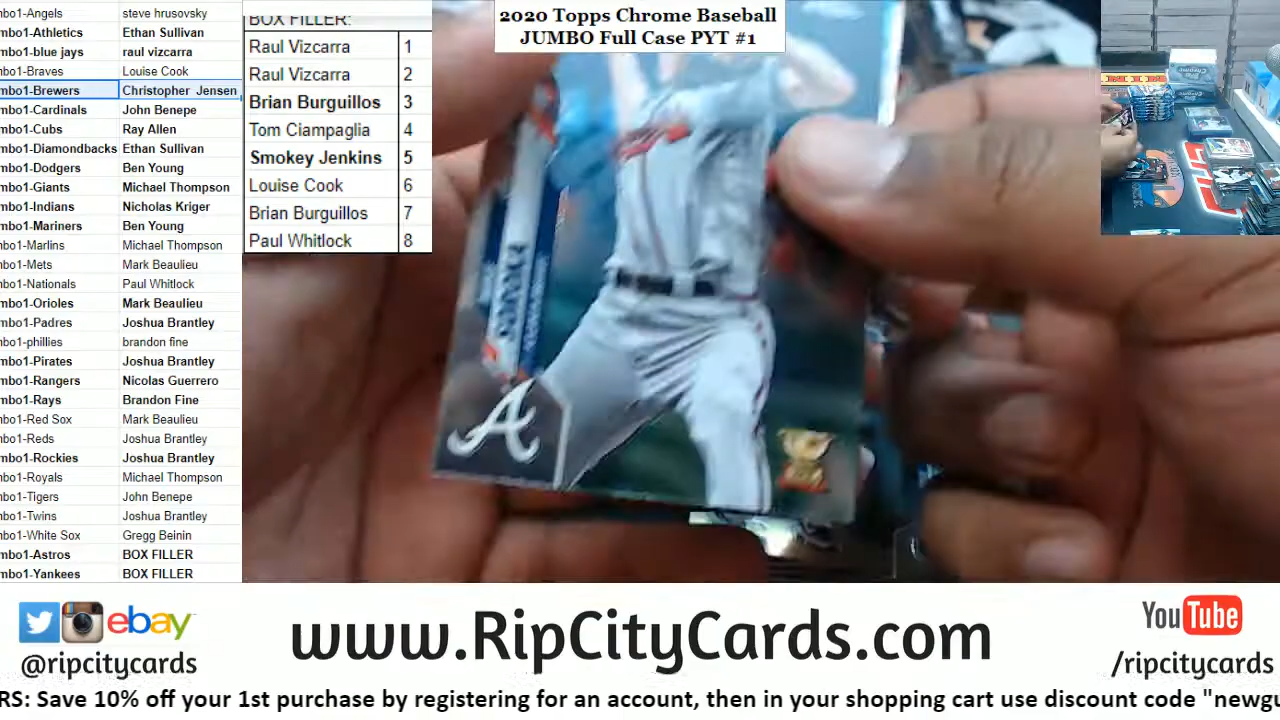 2020 Topps Chrome Baseball
JUMBO Full Case PYT #1
mbo1-Angels steve hrusovsky
mbo1-Athletics Ethan Sullivan
mbo1-blue jays raul vizcarra
mbo1-Braves Louise Cook
mbo1-Brewers Christopher Jensen
mbo1-Cardinals John Benepe
mbo1-Cubs Ray Allen
mbo1-Diamondbacks Ethan Sullivan
mbo1-Dodgers Ben Young
mbo1-Giants Michael Thompson
mbo1-Indians Nicholas Kriger
mbo1-Mariners Ben Young
mbo1-Marlins Michael Thompson
mbo1-Mets Mark Beaulieu
mbo1-Nationals Paul Whitlock
mbo1-Orioles Mark Beaulieu
mbo1-Padres Joshua Brantley
mbo1-phillies brandon fine
mbo1-Pirates Joshua Brantley
mbo1-Rangers Nicolas Guerrero
mbo1-Rays Brandon Fine
mbo1-Red Sox Mark Beaulieu
mbo1-Reds Joshua Brantley
mbo1-Rockies Joshua Brantley
mbo1-Royals Michael Thompson
mbo1-Tigers John Benepe
mbo1-Twins Joshua Brantley
mbo1-White Sox Gregg Beinin
mbo1-Astros BOX FILLER
mbo1-Yankees BOX FILLER
BOX FILLER:
Raul Vizcarra 1
Raul Vizcarra 2
Brian Burguillos 3
Tom Ciampaglia 4
Smokey Jenkins 5
Louise Cook 6
Brian Burguillos 7
Paul Whitlock 8
A
ebay
@ripcitycards
www.RipCityCards.com
YouTube
/ripcitycards
RS: Save 10% off your 1st purchase by registering for an account, then in your shopping cart use discount code "newgu